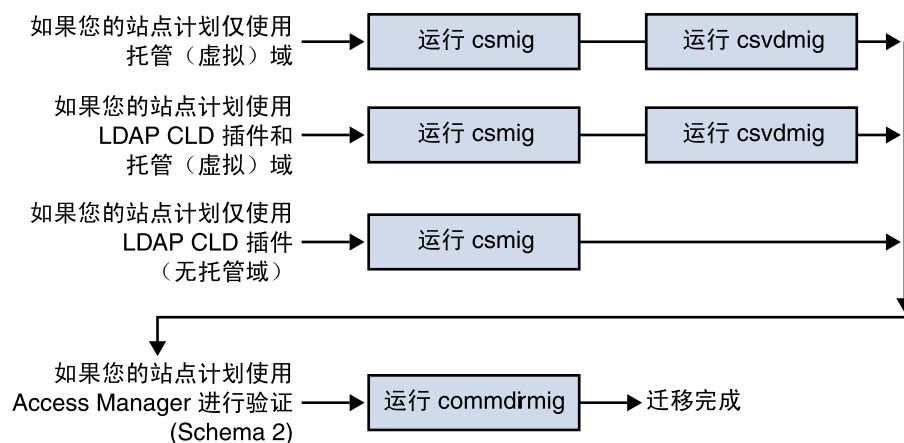 如果您的站点计划仅使用
托管（虚拟）域
运行 csmig
运行 csvdmig
如果您的站点计划使用
LDAP CLD 插件和
托管（虚拟）域
运行 csmig
运行 csvdmig
如果您的站点计划仅使用
LDAP CLD 插件
（无托管域）
运行 csmig
如果您的站点计划使用
Access Manager 进行验证
(Schema 2)
运行 commdirmig
迁移完成